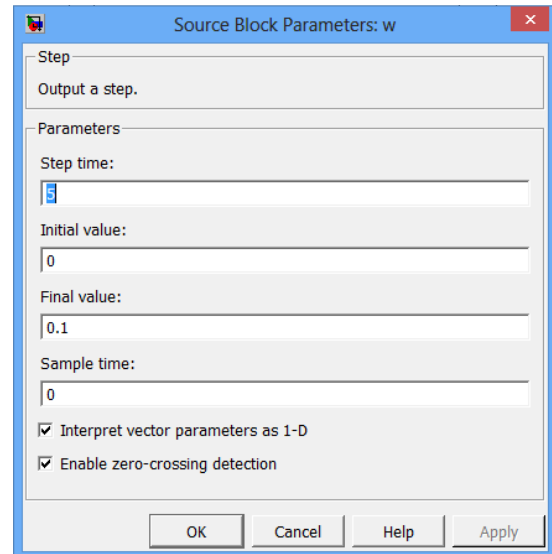 Source Block Parameters: w
Step
Output a step.
Parameters
Step time:
5
Initial value:
0
Final value:
0.1
Sample time:
0
Interpret vector parameters as 1-D
Enable zero-crossing detection
OK Cancel Help Apply